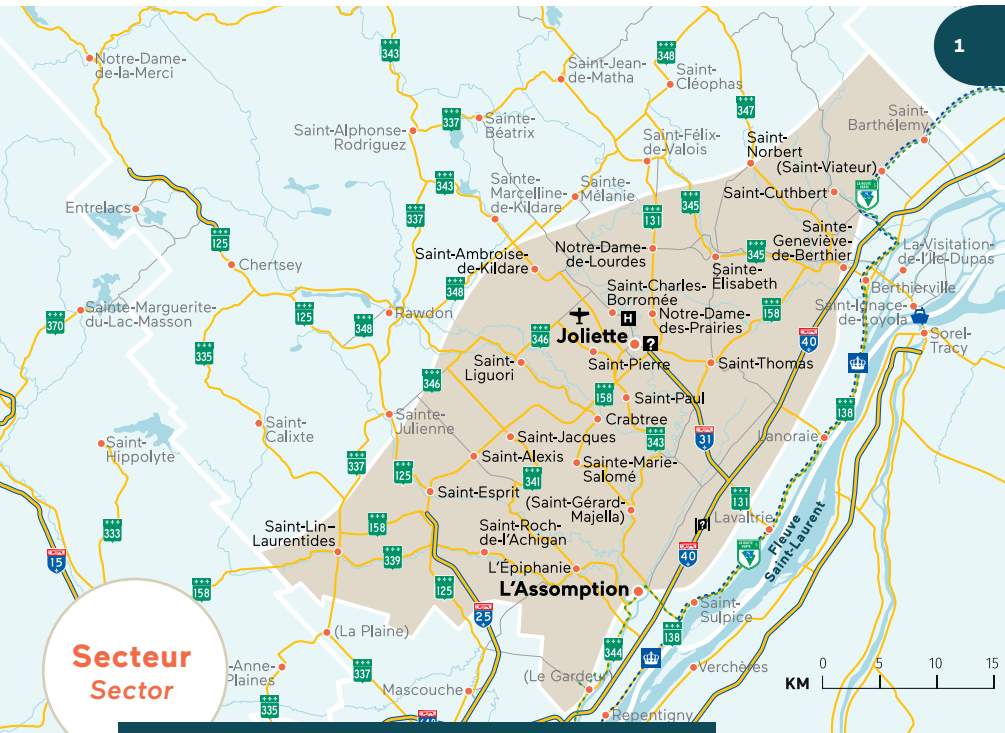 1
343
348
Notre-Dame-
de-la-Merci
Saint-Jean-
de-Matha
Saint-
Cléophas
347
337
Sainte-
Béatrix
Saint-Alphonse-
Rodriguez
Saint-Félix-
de-Valois
Saint-
Norbert
Saint-
Barthélemy
(Saint-Viateur)
343
Sainte-
Marcelline-
de-Kildare
Sainte-
Mélanie
Saint-Cuthbert
LA ROUTE
VERTE
1
Entrelacs
337
131
345
125
Chertsey
Saint-Ambroise-
de-Kildare
Notre-Dame-
de-Lourdes
345
Sainte-
Geneviève-
de-Berthier
La-Visitation-
de-l'Île-Dupas
Sainte-
Élisabeth
348
Saint-Charles-
Borromée
Berthierville
Sainte-Marguerite-
du-Lac-Masson
370
125
348
Rawdon
H
Notre-Dame-
des-Prairies
158
Saint-Ignace-
de-Loyola
Sorel-
Tracy
335
346
Joliette
?
40
Saint-
Liguori
Saint-Pierre
Saint-Thomas
346
158
Saint-Paul
138
Saint-
Calixte
Sainte-
Julienne
Crabtree
Saint-
Hippolyte
Saint-Jacques
343
31
Lanoraie
337
125
Saint-Alexis
341
Sainte-Marie-
Salomé
Saint-Esprit
(Saint-Gérard-
Majella)
131
333
Saint-Lin–
Laurentides
158
Saint-Roch-
de-l'Achigan
?
Lavaltrie
Fleuve
Saint-Laurent
15
339
L'Épiphanie
40
LA ROUTE
VERTE
1
158
125
L'Assomption
25
Saint-
Sulpice
(La Plaine)
138
344
Secteur
Sector
-Anne-
Plaines
337
Verchères
(Le Gardeur)
Mascouche
335
Repentigny
640
0 5 10 15
KM